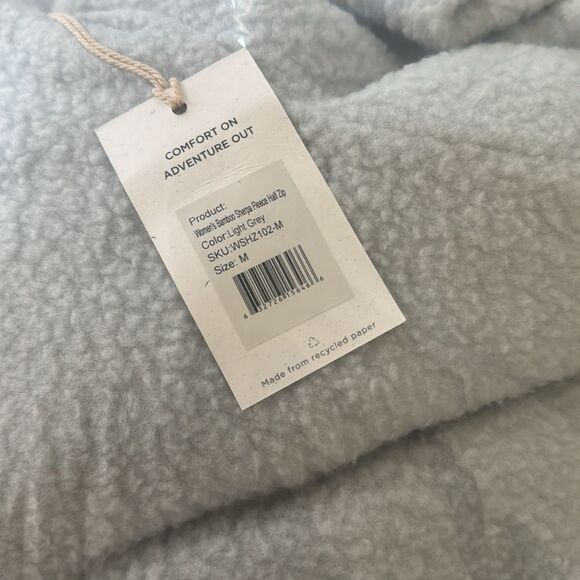 COMFORT ON
ADVENTURE OUT
Product:
Women's Bamboo Sherpa Fleece Half Zip
Color:Light Grey
SKU:WSHZ102-M
Size: M
Made from recycled paper